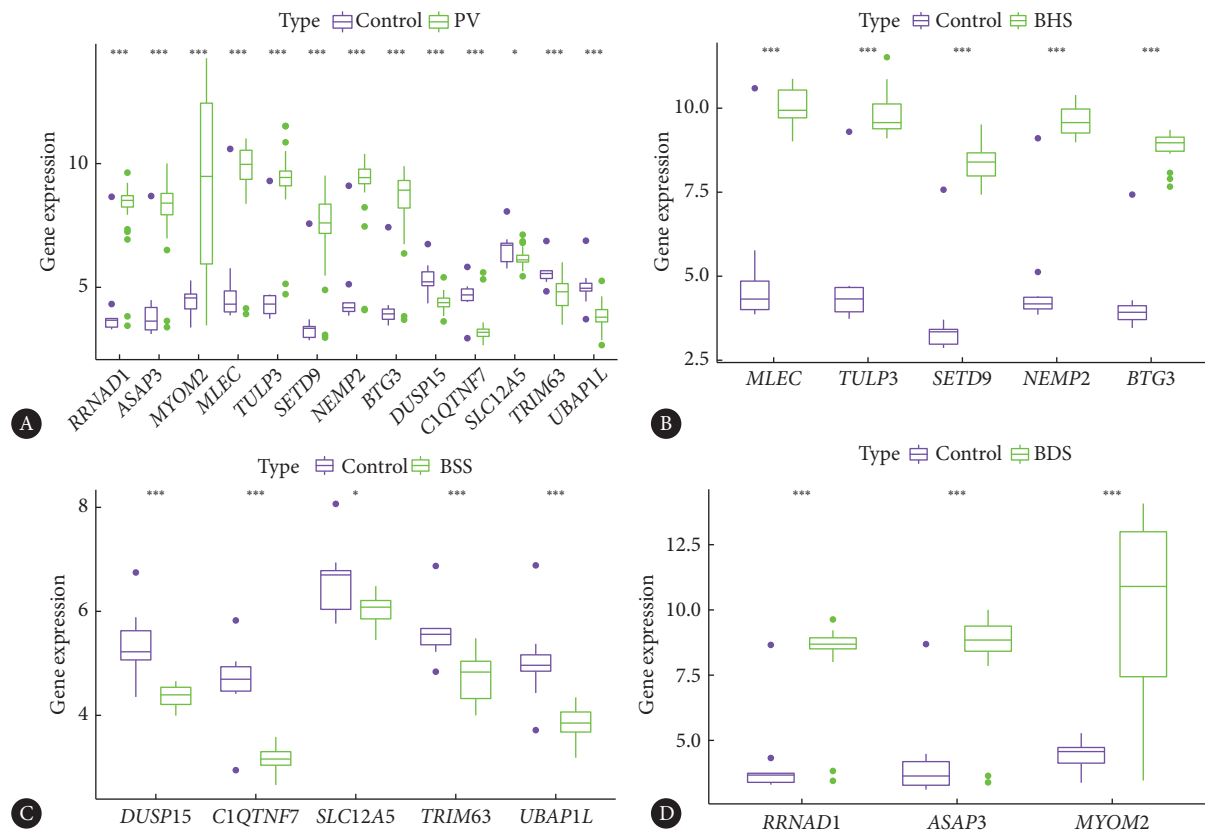 Type Control PV
*** *** *** *** *** *** *** *** *** *** * *** ***
Gene expression
10
5
RRNAD1 ASAP3 MYOM2 MLEC TULP3 SETD9 NEMP2 BTG3 DUSP15 C1QTNF7 SLC12A5 TRIM63 UBAP1L
A
Type Control BHS
*** *** *** *** ***
Gene expression
10.0
7.5
5.0
2.5
MLEC TULP3 SETD9 NEMP2 BTG3
B
Type Control BSS
*** *** * *** ***
Gene expression
8
6
4
DUSP15 C1QTNF7 SLC12A5 TRIM63 UBAP1L
C
Type Control BDS
*** *** ***
Gene expression
12.5
10.0
7.5
5.0
RRNAD1 ASAP3 MYOM2
D